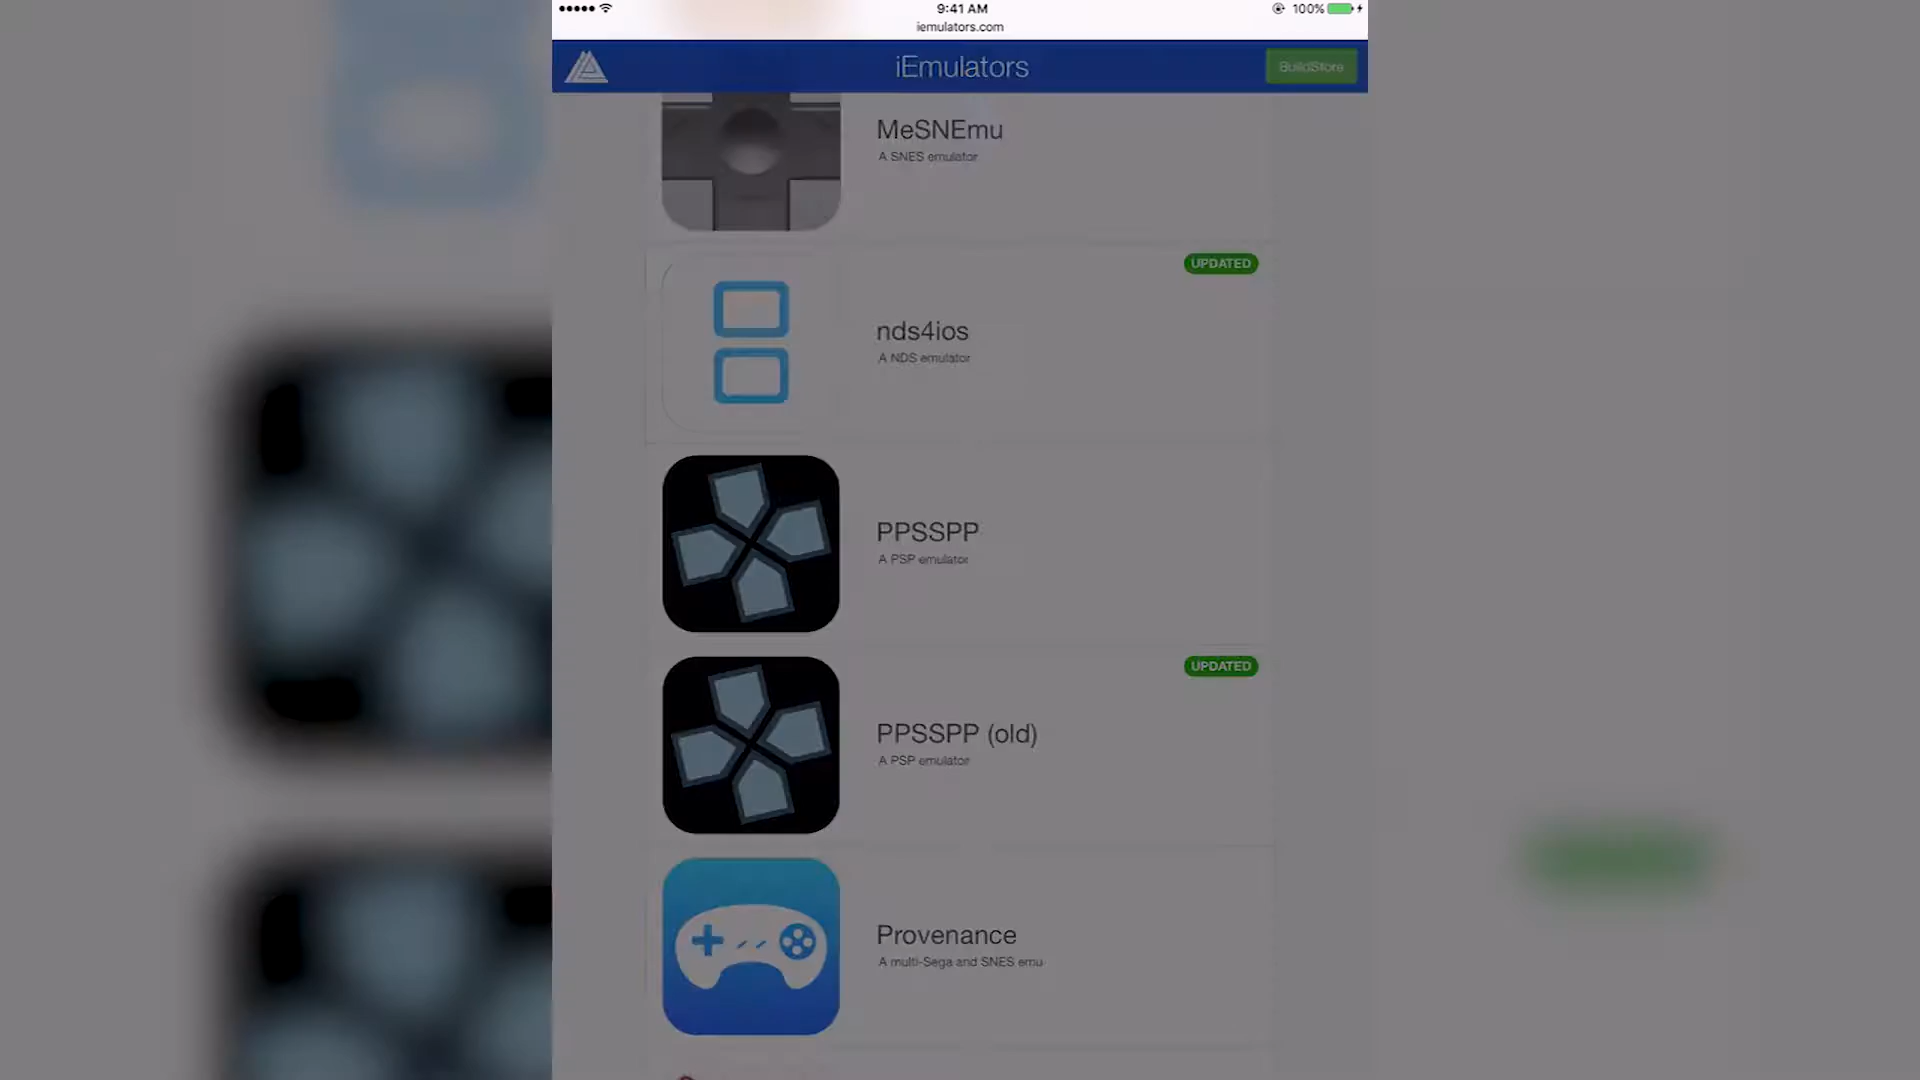 9:41 AM
100%
iemulators.com
iEmulators
BuildStore
MeSNEmu
A SNES emulator
UPDATED
nds4ios
A NDS emulator
PPSSPP
A PSP emulator
UPDATED
PPSSPP (old)
A PSP emulator
Provenance
A multi-Sega and SNES emu